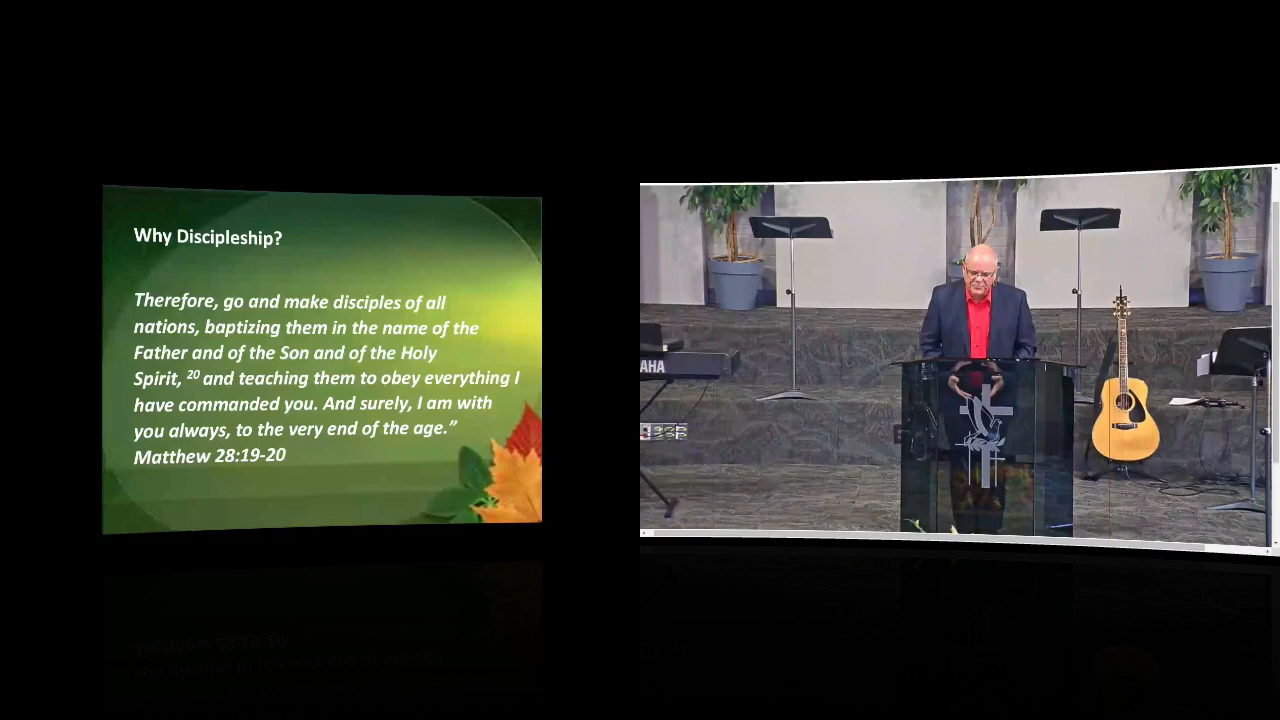 Why Discipleship?
Therefore, go and make disciples of all
nations, baptizing them in the name of the
Father and of the Son and of the Holy
Spirit, 20 and teaching them to obey everything I
have commanded you. And surely, I am with
you always, to the very end of the age.”
Matthew 28:19-20
AHA